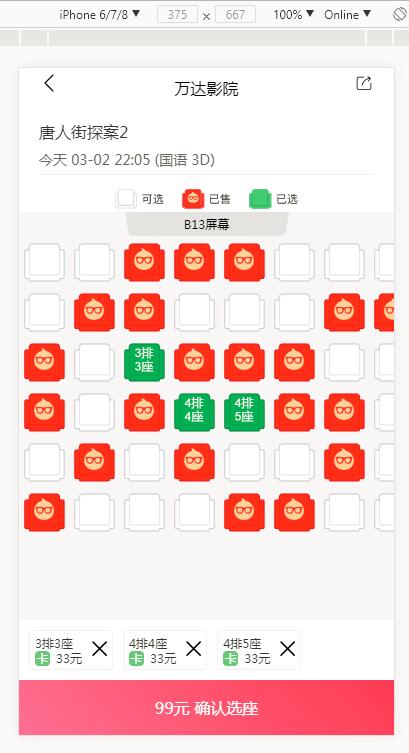 iPhone 6/7/8 ▼ 375 × 667 100% ▼ Online ▼
万达影院
唐人街探案2
今天 03-02 22:05 (国语 3D)
可选 已售 已选
B13屏幕
3排
3座
4排 4排
4座 5座
3排3座 4排4座 4排5座
卡 33元 卡 33元 卡 33元
99元 确认选座